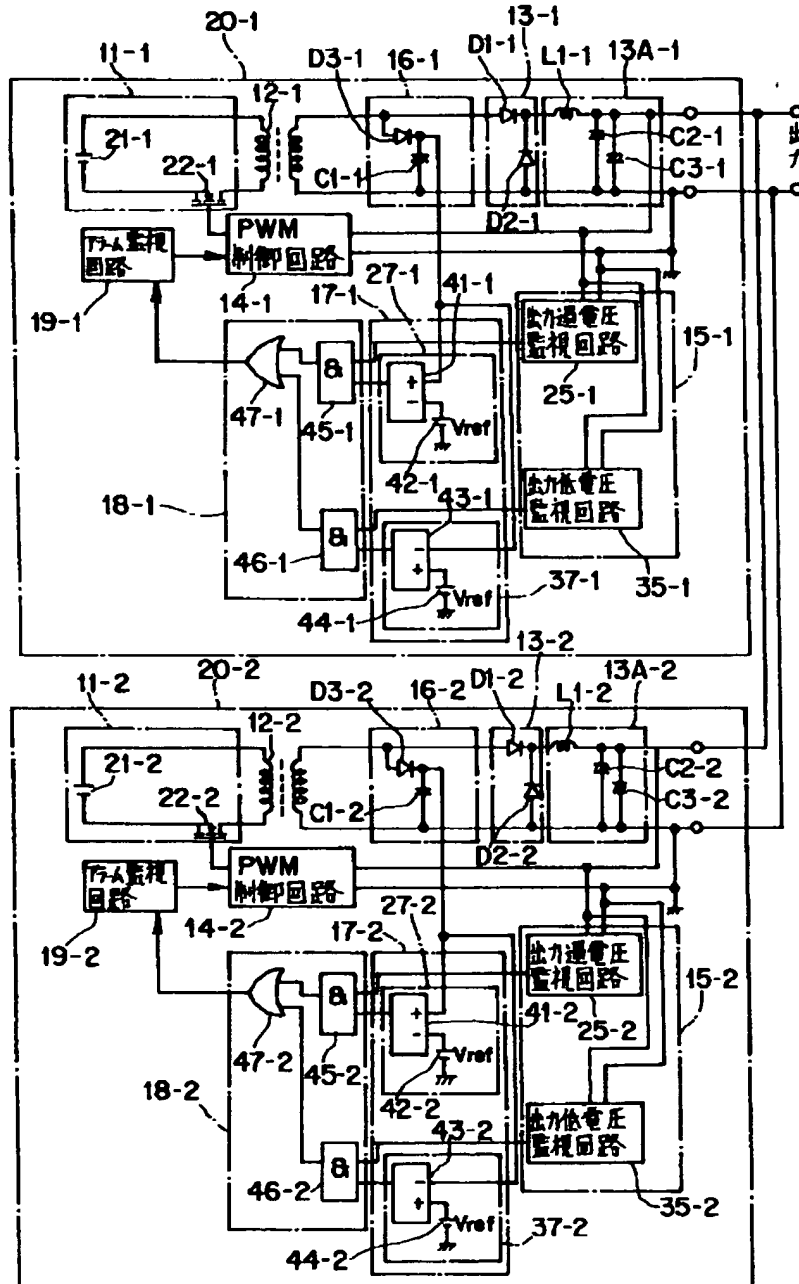 20-1
13-1
11-1
D3-1
16-1
D1-1
L1-1
13A-1
12-1
21-1
C2-1
出力
22-1
C1-1
C3-1
D2-1
アラーム監視
回路
PWM
制御回路
14-1
19-1
27-1
17-1
41-1
出力過電圧
監視回路
15-1
25-1
&
+
-
47-1
45-1
Vref
42-1
43-1
18-1
出力低電圧
監視回路
&
-
+
46-1
37-1
35-1
44-1
Vref
20-2
13-2
11-2
D3-2
16-2
D1-2
L1-2
13A-2
12-2
21-2
C2-2
22-2
C1-2
C3-2
D2-2
アラーム監視
回路
PWM
制御回路
14-2
19-2
27-2
17-2
出力過電圧
監視回路
15-2
25-2
&
+
-
41-2
47-2
45-2
Vref
42-2
43-2
18-2
出力低電圧
監視回路
&
-
+
46-2
35-2
44-2
Vref
37-2